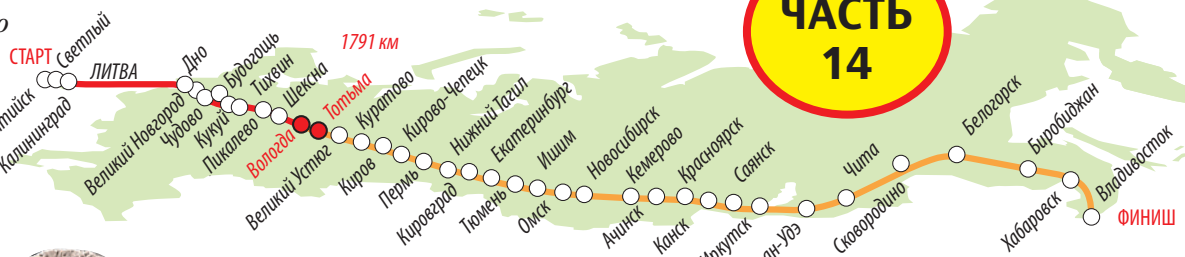 ЧАСТЬ
14
1791 км
СТАРТ
Светлый
Калининград
ЛИТВА
Дно
Великий Новгород
Чудово
Будогощь
Кукуй
Тихвин
Пикалево
Шексна
Вологда
Тотьма
Великий Устюг
Куратово
Киров
Кирово-Чепецк
Пермь
Нижний Тагил
Кировград
Екатеринбург
Тюмень
Ишим
Омск
Новосибирск
Ачинск
Кемерово
Канск
Красноярск
Саянск
Чита
Сковородино
Белогорск
Биробиджан
Хабаровск
Владивосток
ФИНИШ